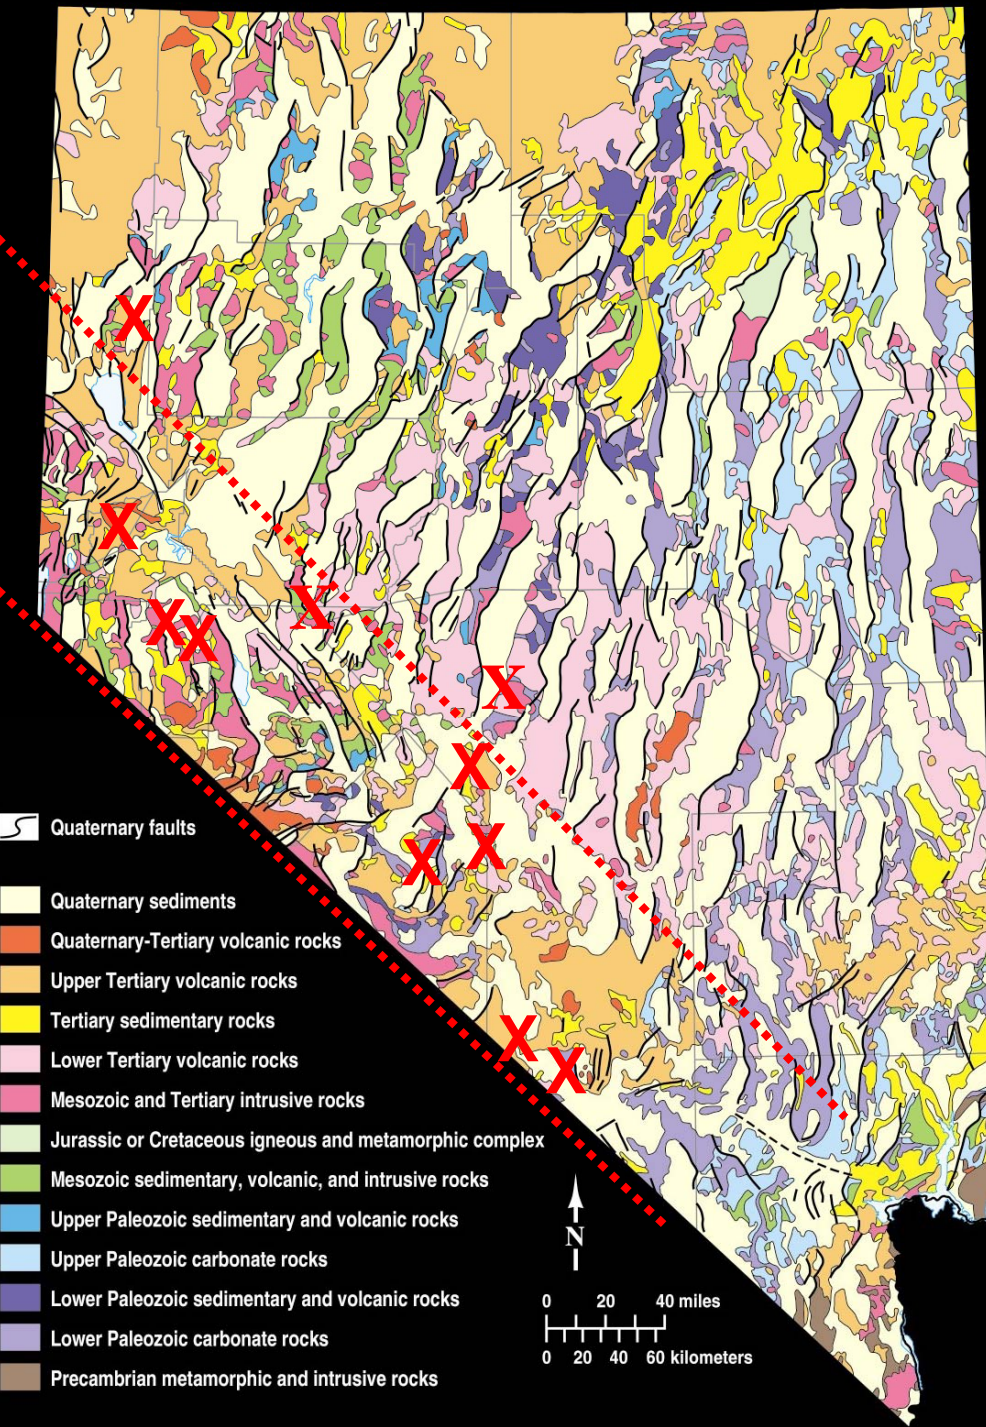 X
X
X
X
X
X
X
X
X
X
X
Quaternary faults
Quaternary sediments
Quaternary-Tertiary volcanic rocks
Upper Tertiary volcanic rocks
Tertiary sedimentary rocks
Lower Tertiary volcanic rocks
Mesozoic and Tertiary intrusive rocks
Jurassic or Cretaceous igneous and metamorphic complex
Mesozoic sedimentary, volcanic, and intrusive rocks
Upper Paleozoic sedimentary and volcanic rocks
Upper Paleozoic carbonate rocks
Lower Paleozoic sedimentary and volcanic rocks
Lower Paleozoic carbonate rocks
Precambrian metamorphic and intrusive rocks
N
0 20 40 miles
0 20 40 60 kilometers